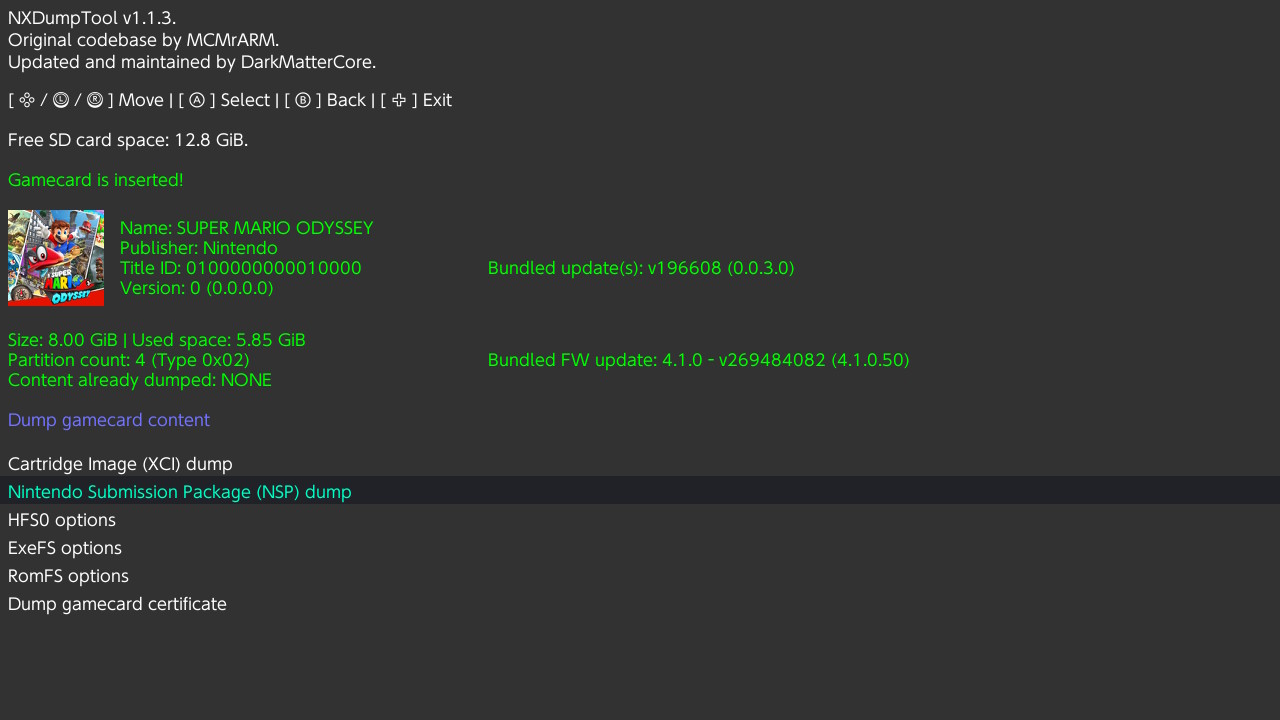 NXDumpTool v1.1.3.
Original codebase by MCMrARM.
Updated and maintained by DarkMatterCore.
[ / Ⓛ / Ⓡ ] Move | [ Ⓐ ] Select | [ Ⓑ ] Back | [ ] Exit
Free SD card space: 12.8 GiB.
Gamecard is inserted!
SUPER MARIO ODYSSEY
Name: SUPER MARIO ODYSSEY
Publisher: Nintendo
Title ID: 0100000000010000 Bundled update(s): v196608 (0.0.3.0)
Version: 0 (0.0.0.0)
Size: 8.00 GiB | Used space: 5.85 GiB
Partition count: 4 (Type 0x02) Bundled FW update: 4.1.0 - v269484082 (4.1.0.50)
Content already dumped: NONE
Dump gamecard content
Cartridge Image (XCI) dump
Nintendo Submission Package (NSP) dump
HFS0 options
ExeFS options
RomFS options
Dump gamecard certificate